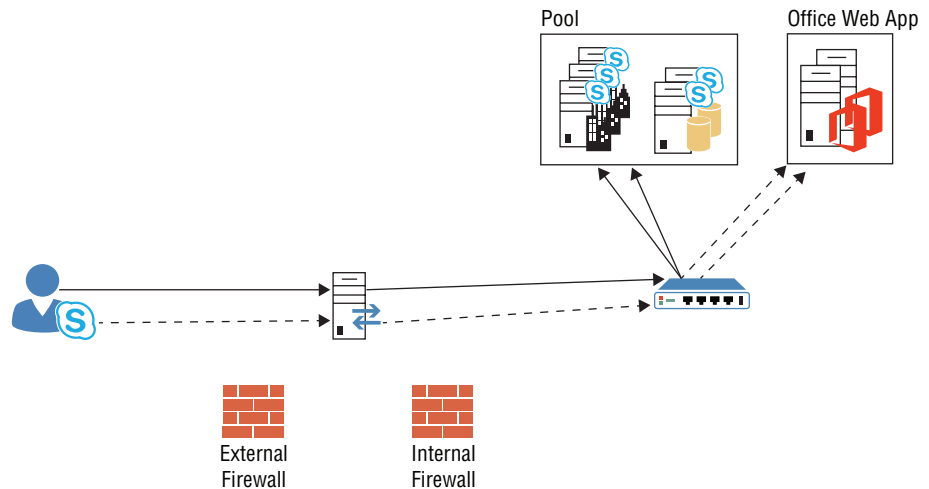 Pool
Office Web App
S
S
S
S
S
S
External
Firewall
Internal
Firewall